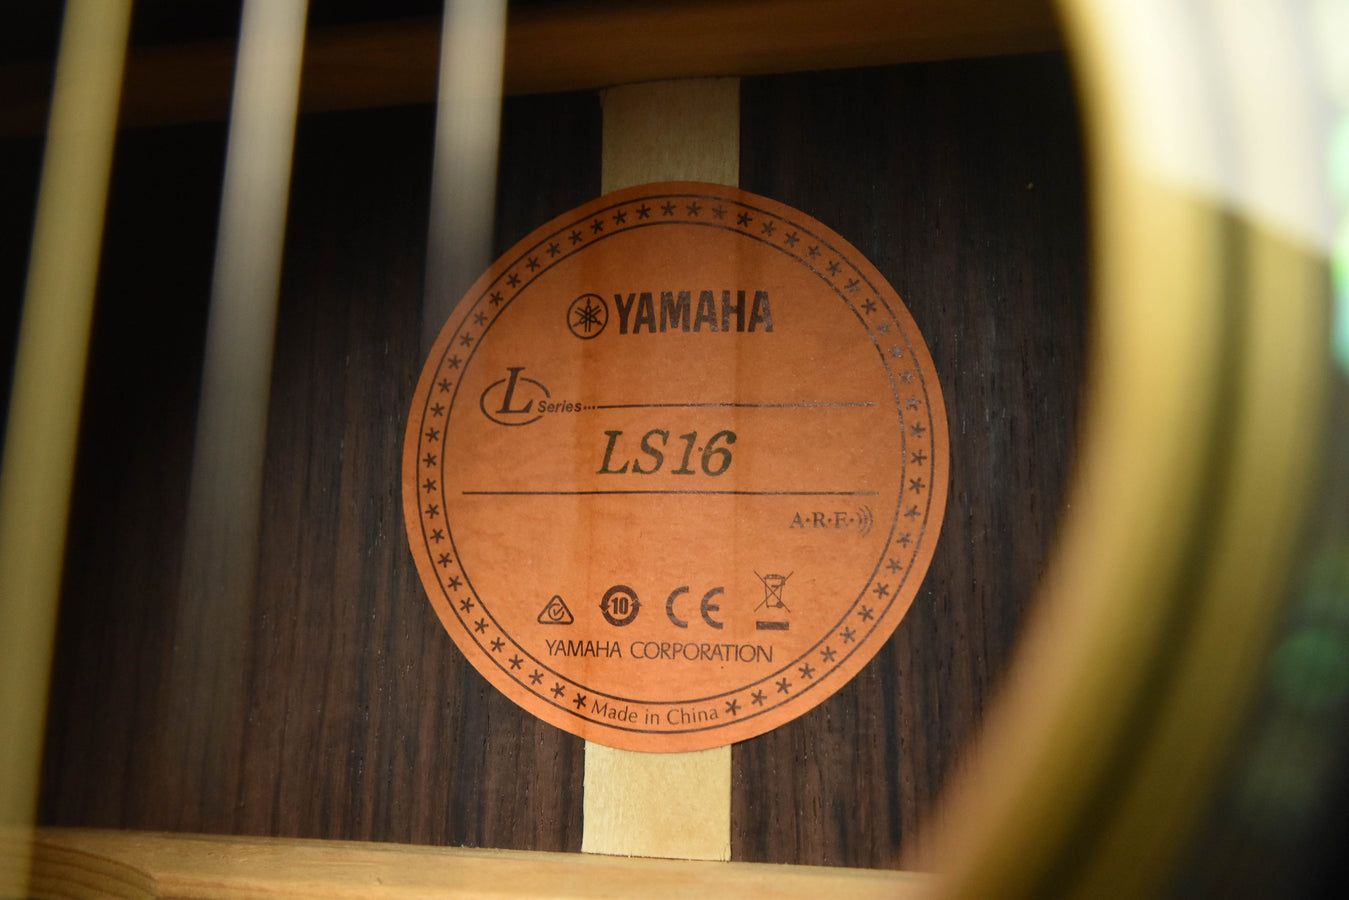 YAMAHA
L Series...
LS16
A·R·E·
10
CE
YAMAHA CORPORATION
Made in China